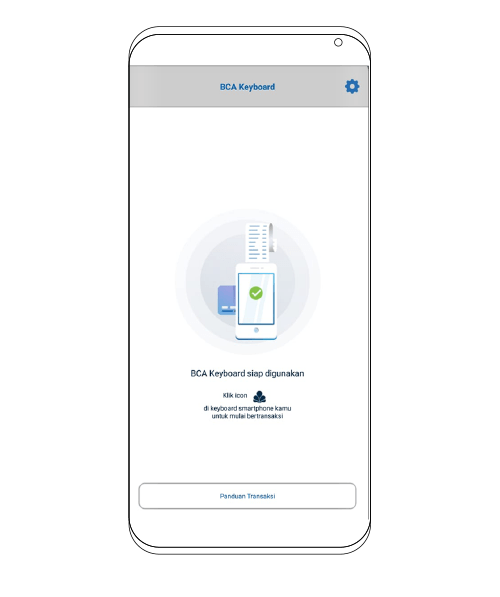 BCA Keyboard
BCA Keyboard siap digunakan
Klik icon
di keyboard smartphone kamu
untuk mulai bertransaksi
Panduan Transaksi